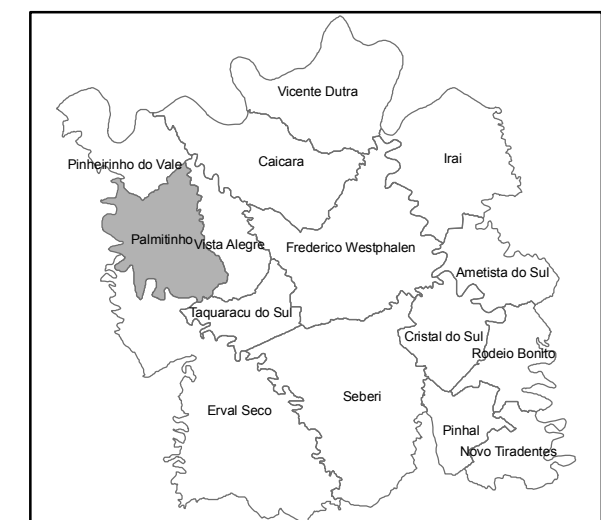 Vicente Dutra
Pinheirinho do Vale
Caicara
Irai
Palmitinho
Vista Alegre
Frederico Westphalen
Ametista do Sul
Taquaracu do Sul
Cristal do Sul
Rodeio Bonito
Erval Seco
Seberi
Pinhal
Novo Tiradentes